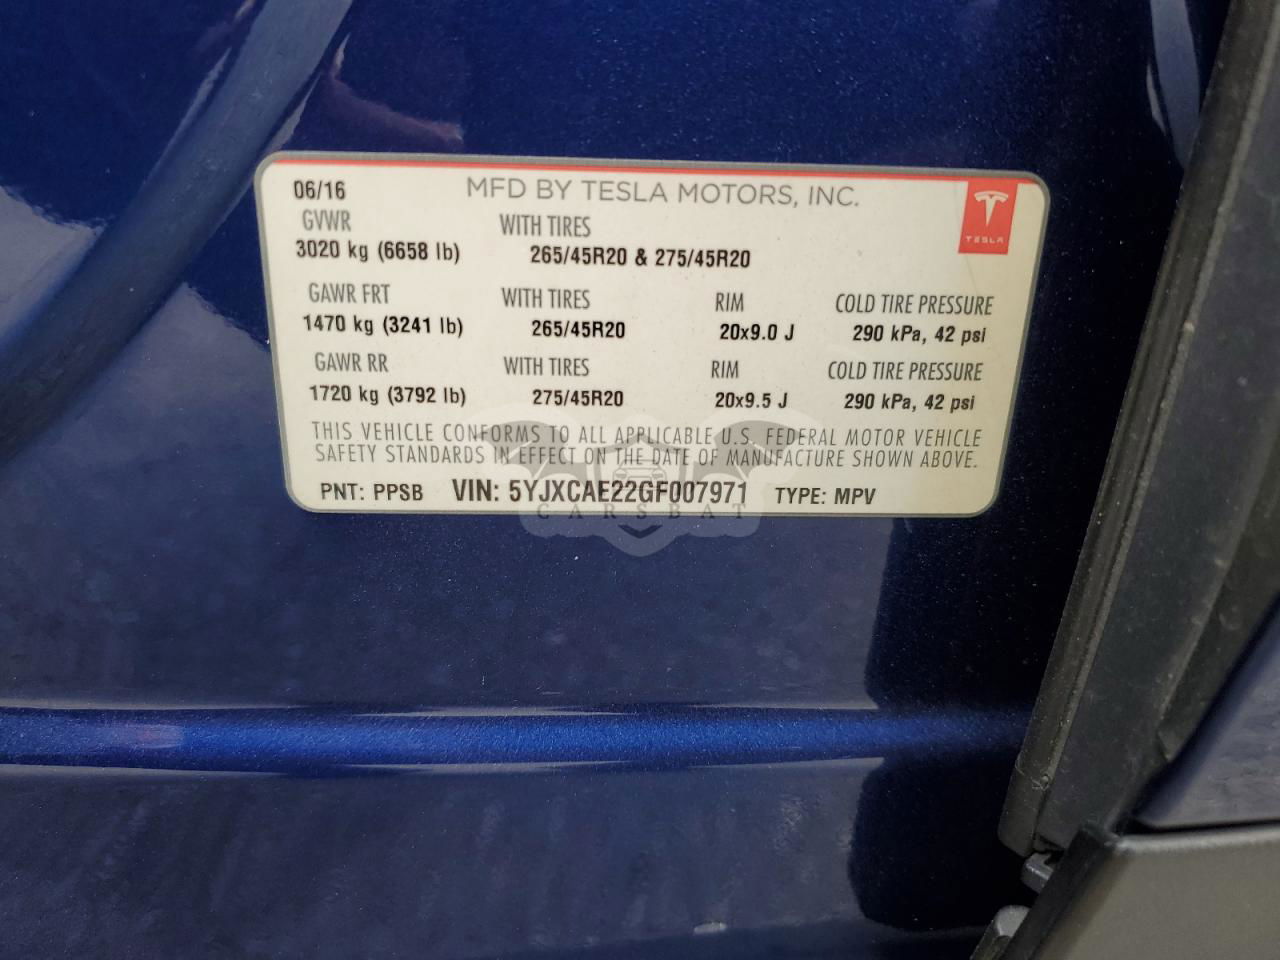 06/16 MFD BY TESLA MOTORS, INC.
TESLA
GVWR WITH TIRES
3020 kg (6658 lb) 265/45R20 & 275/45R20
GAWR FRT WITH TIRES RIM COLD TIRE PRESSURE
1470 kg (3241 lb) 265/45R20 20x9.0 J 290 kPa, 42 psi
GAWR RR WITH TIRES RIM COLD TIRE PRESSURE
1720 kg (3792 lb) 275/45R20 20x9.5 J 290 kPa, 42 psi
THIS VEHICLE CONFORMS TO ALL APPLICABLE U.S. FEDERAL MOTOR VEHICLE
SAFETY STANDARDS IN EFFECT ON THE DATE OF MANUFACTURE SHOWN ABOVE.
PNT: PPSB VIN: 5YJXCAE22GF007971 TYPE: MPV
CARSBAT